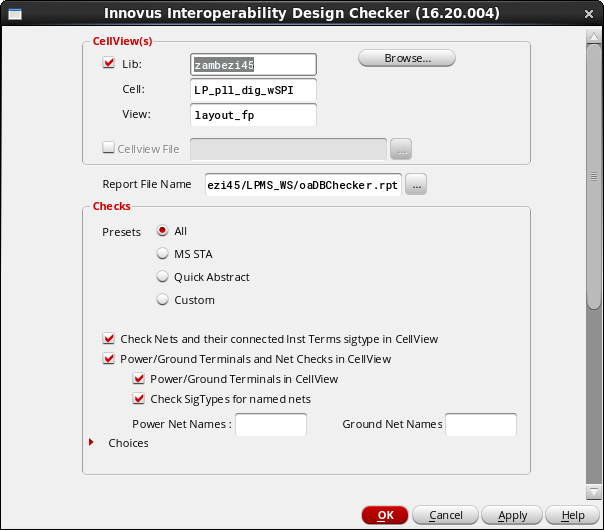 Innovus Interoperability Design Checker (16.20.004)
CellView(s)
Lib: zambezi45 Browse...
Cell: LP_pll_dig_wSPI
View: layout_fp
Cellview File ...
Report File Name ezi45/LPMS_WS/oaDBChecker.rpt ...
Checks
Presets All
MS STA
Quick Abstract
Custom
Check Nets and their connected Inst Terms sigtype in CellView
Power/Ground Terminals and Net Checks in CellView
Power/Ground Terminals in CellView
Check SigTypes for named nets
Power Net Names : Ground Net Names
Choices
OK Cancel Apply Help